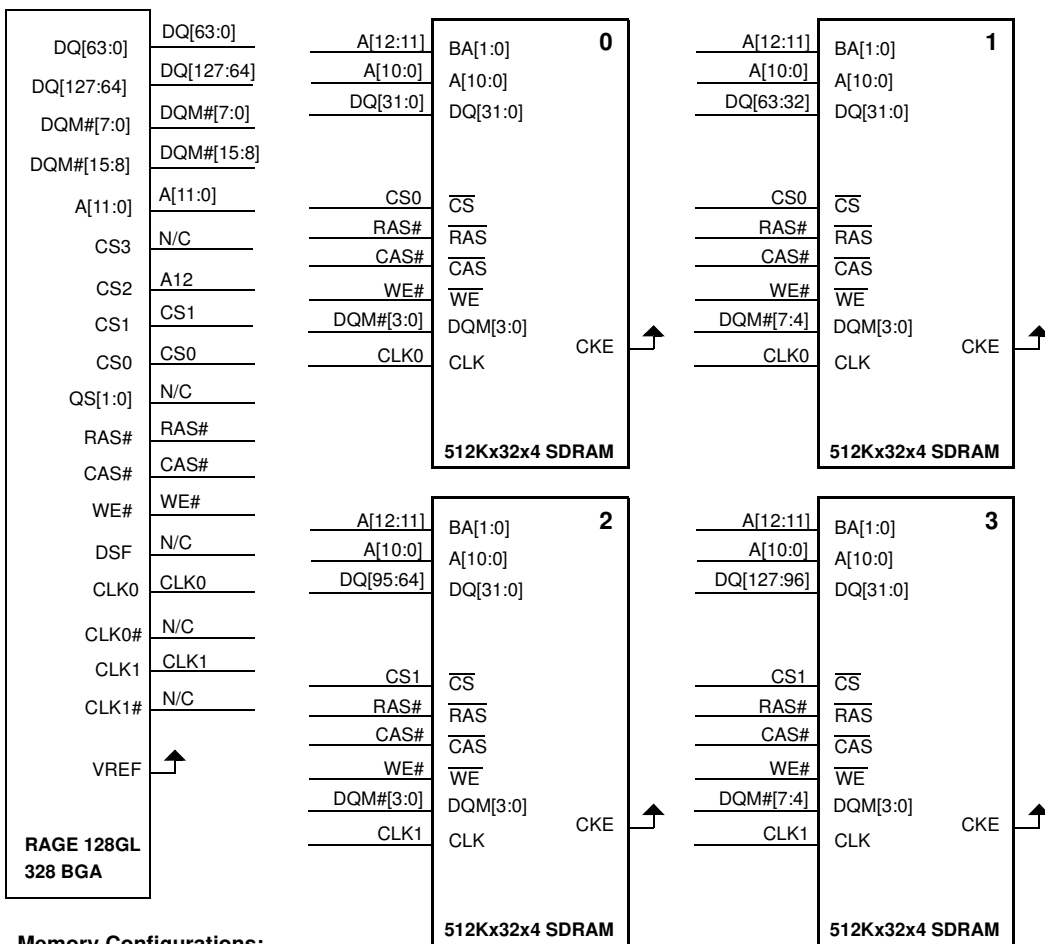 DQ[63:0] DQ[63:0]
DQ[127:64] DQ[127:64]
DQM#[7:0] DQM#[7:0]
DQM#[15:8] DQM#[15:8]
A[11:0] A[11:0]
CS3 N/C
CS2 A12
CS1 CS1
CS0 CS0
QS[1:0] N/C
RAS# RAS#
CAS# CAS#
WE# WE#
DSF N/C
CLK0 CLK0
CLK0# N/C
CLK1 CLK1
CLK1# N/C
VREF
RAGE 128GL
328 BGA
0
A[12:11] BA[1:0]
A[10:0] A[10:0]
DQ[31:0] DQ[31:0]
CS0 CS
RAS# RAS
CAS# CAS
WE# WE
DQM#[3:0] DQM[3:0]
CKE
CLK0 CLK
512Kx32x4 SDRAM
1
A[12:11] BA[1:0]
A[10:0] A[10:0]
DQ[63:32] DQ[31:0]
CS0 CS
RAS# RAS
CAS# CAS
WE# WE
DQM#[7:4] DQM[3:0]
CKE
CLK0 CLK
512Kx32x4 SDRAM
2
A[12:11] BA[1:0]
A[10:0] A[10:0]
DQ[95:64] DQ[31:0]
CS1 CS
RAS# RAS
CAS# CAS
WE# WE
DQM#[3:0] DQM[3:0]
CKE
CLK1 CLK
512Kx32x4 SDRAM
3
A[12:11] BA[1:0]
A[10:0] A[10:0]
DQ[127:96] DQ[31:0]
CS1 CS
RAS# RAS
CAS# CAS
WE# WE
DQM#[7:4] DQM[3:0]
CKE
CLK1 CLK
512Kx32x4 SDRAM
Memory Configurations: